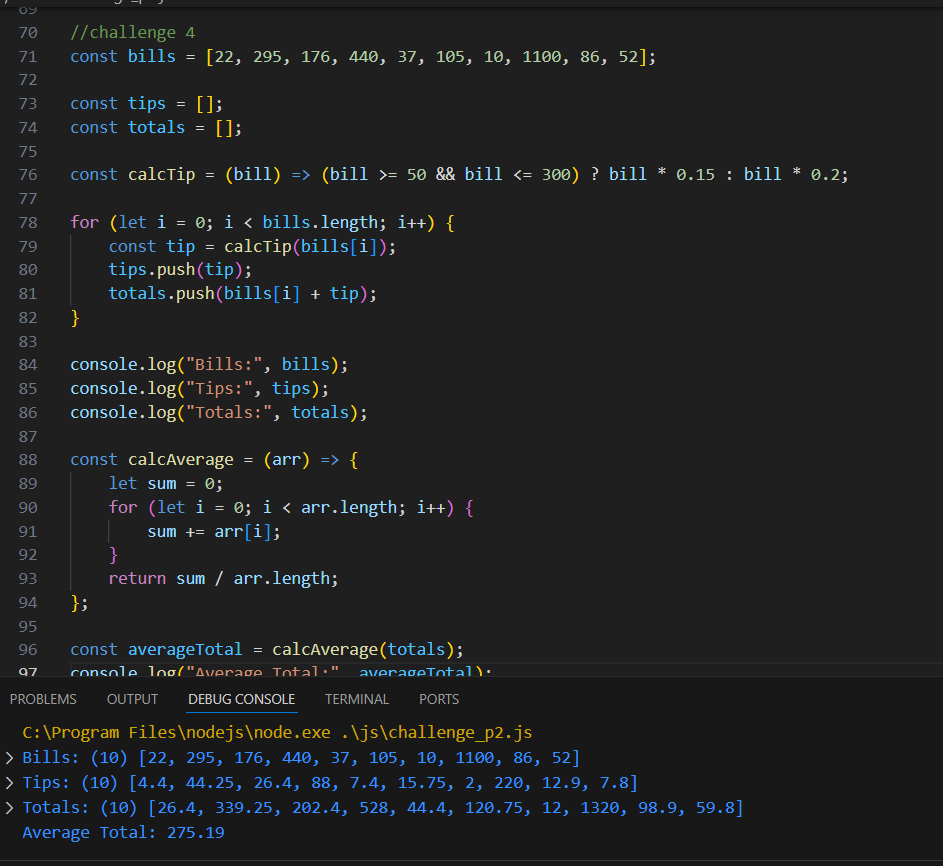 69
70 //challenge 4
71 const bills = [22, 295, 176, 440, 37, 105, 10, 1100, 86, 52];
72
73 const tips = [];
74 const totals = [];
75
76 const calcTip = (bill) => (bill >= 50 && bill <= 300) ? bill * 0.15 : bill * 0.2;
77
78 for (let i = 0; i < bills.length; i++) {
79     const tip = calcTip(bills[i]);
80     tips.push(tip);
81     totals.push(bills[i] + tip);
82 }
83
84 console.log("Bills:", bills);
85 console.log("Tips:", tips);
86 console.log("Totals:", totals);
87
88 const calcAverage = (arr) => {
89     let sum = 0;
90     for (let i = 0; i < arr.length; i++) {
91         sum += arr[i];
92     }
93     return sum / arr.length;
94 };
95
96 const averageTotal = calcAverage(totals);
97 console.log("Average Total:", averageTotal);
PROBLEMS OUTPUT DEBUG CONSOLE TERMINAL PORTS
C:\Program Files\nodejs\node.exe .\js\challenge_p2.js
> Bills: (10) [22, 295, 176, 440, 37, 105, 10, 1100, 86, 52]
> Tips: (10) [4.4, 44.25, 26.4, 88, 7.4, 15.75, 2, 220, 12.9, 7.8]
> Totals: (10) [26.4, 339.25, 202.4, 528, 44.4, 120.75, 12, 1320, 98.9, 59.8]
Average Total: 275.19